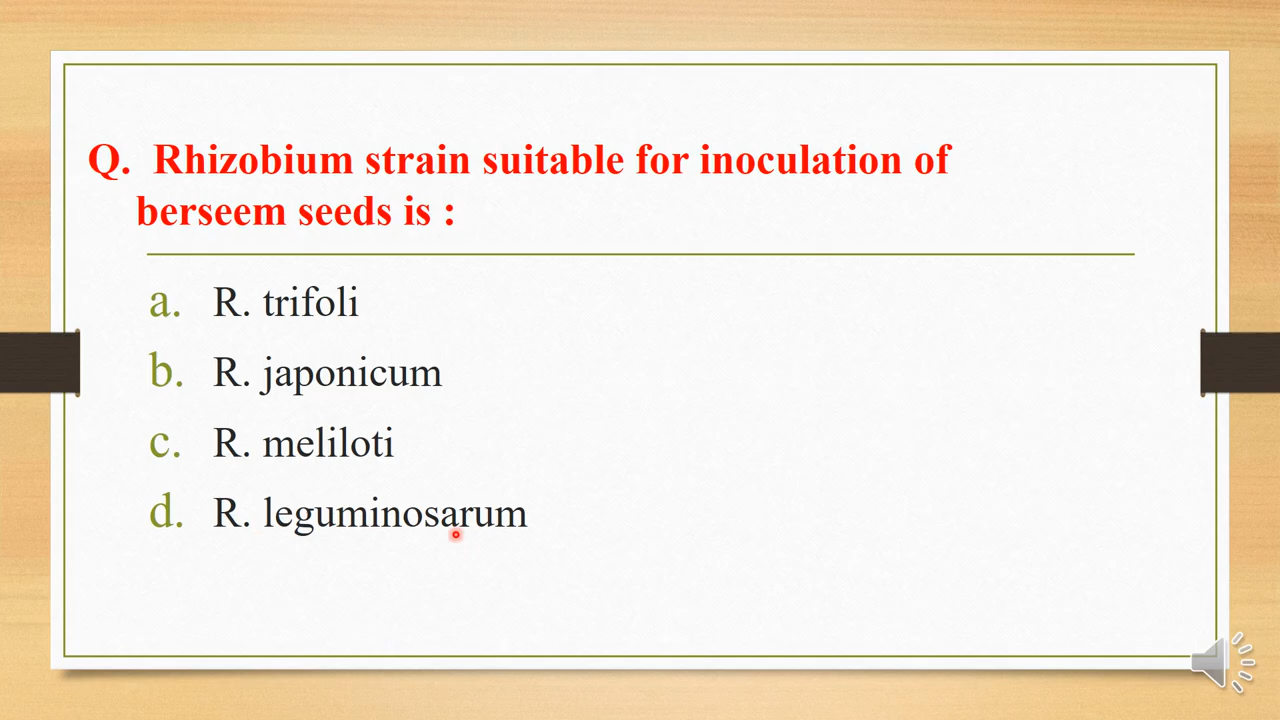 Q. Rhizobium strain suitable for inoculation of
berseem seeds is :
a. R. trifoli
b. R. japonicum
c. R. meliloti
d. R. leguminosarum